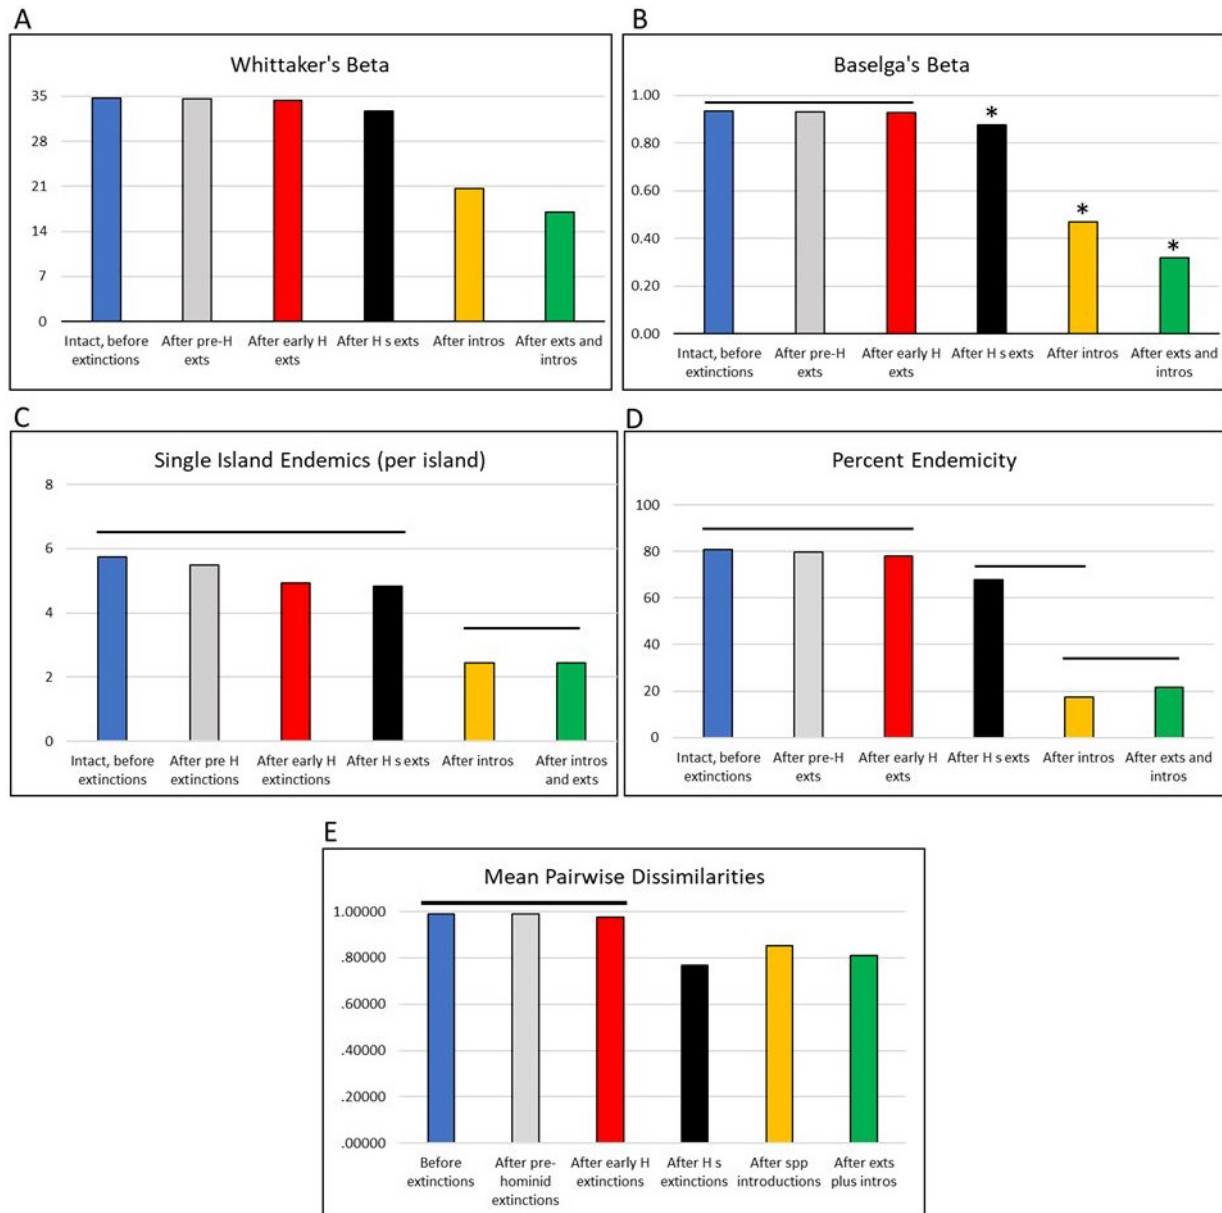 A
Whittaker's Beta
35
28
21
14
7
0
Intact, before
extinctions
After pre-H
exts
After early H
exts
After H s exts
After intros
After exts and
intros
B
Baselga's Beta
1.00
0.80
0.60
0.40
0.20
0.00
*
*
*
Intact, before
extinctions
After pre-H
exts
After early H
exts
After H s exts
After intros
After exts and
intros
C
Single Island Endemics (per island)
8
6
4
2
0
Intact, before
extinctions
After pre H
extinctions
After early H
extinctions
After H s exts
After intros
After intros
and exts
D
Percent Endemicity
100
80
60
40
20
0
Intact, before
extinctions
After pre-H
exts
After early H
exts
After H s exts
After intros
After exts and
intros
E
Mean Pairwise Dissimilarities
1.00000
.80000
.60000
.40000
.20000
.00000
Before
extinctions
After pre-
hominid
extinctions
After early H
extinctions
After H s
extinctions
After spp
introductions
After exts
plus intros